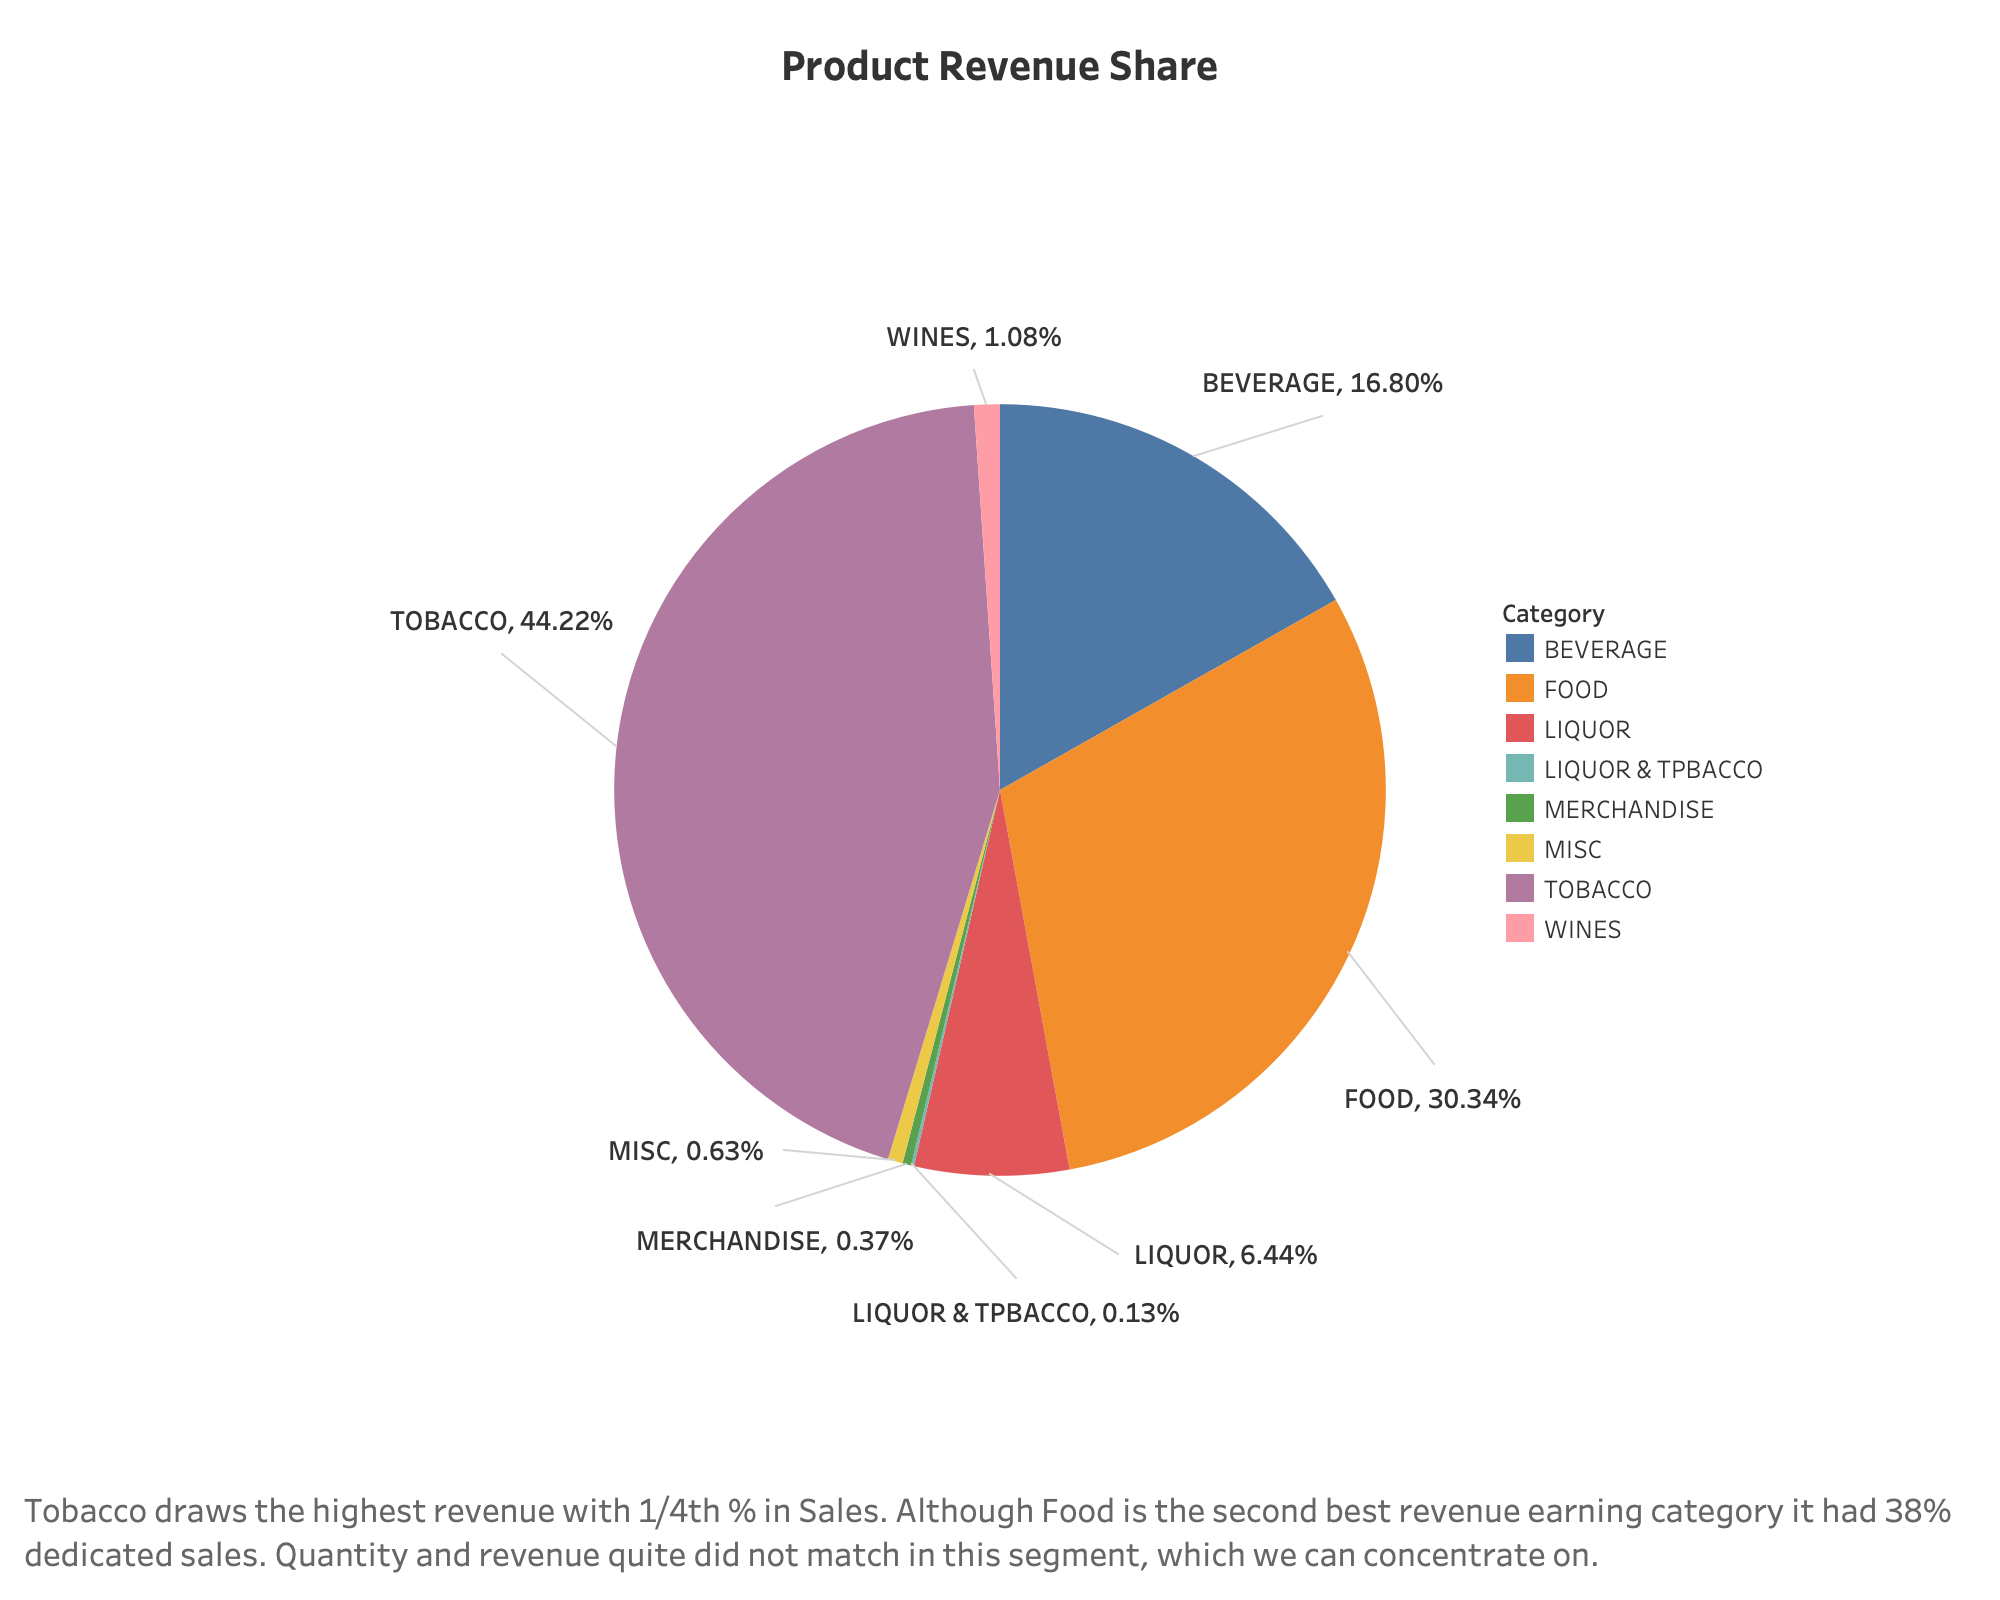 Product Revenue Share
WINES, 1.08%
BEVERAGE, 16.80%
TOBACCO, 44.22%
Category
BEVERAGE
FOOD
LIQUOR
LIQUOR & TPBACCO
MERCHANDISE
MISC
TOBACCO
WINES
FOOD, 30.34%
MISC, 0.63%
MERCHANDISE, 0.37%
LIQUOR, 6.44%
LIQUOR & TPBACCO, 0.13%
Tobacco draws the highest revenue with 1/4th % in Sales. Although Food is the second best revenue earning category it had 38%
dedicated sales. Quantity and revenue quite did not match in this segment, which we can concentrate on.